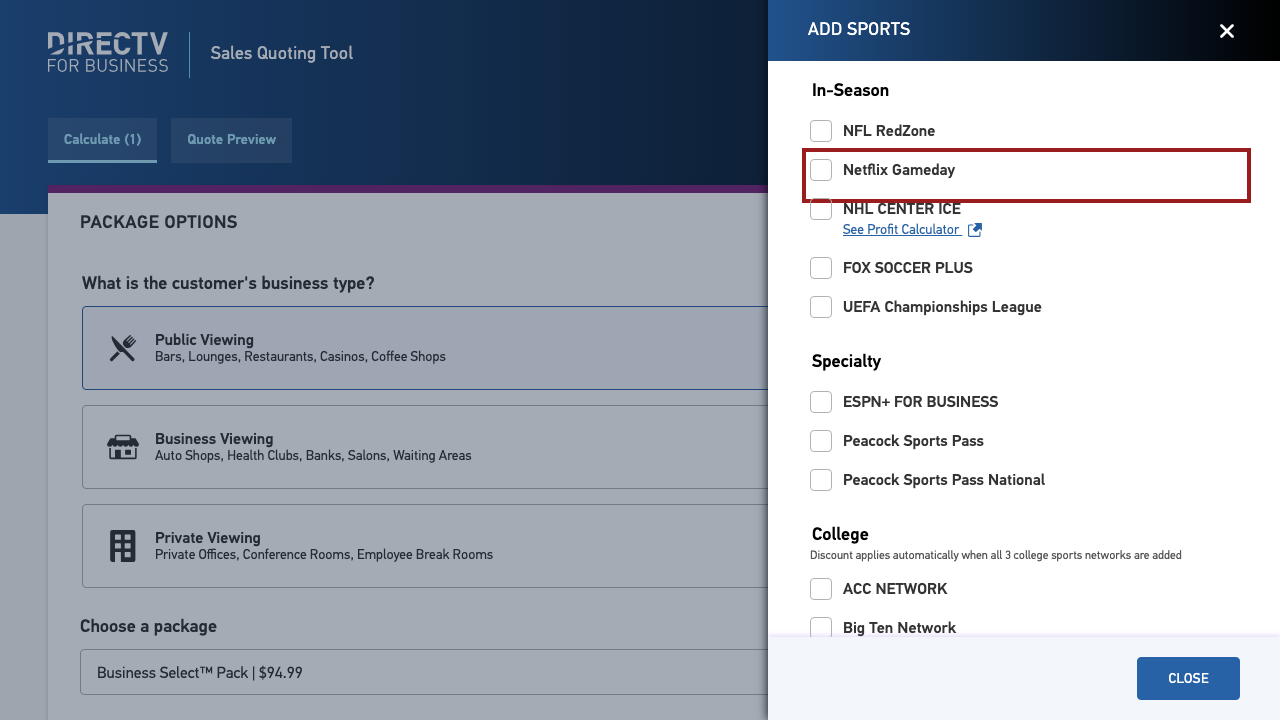 DIRECTV
FOR BUSINESS
Sales Quoting Tool
Calculate (1)
Quote Preview
PACKAGE OPTIONS
What is the customer's business type?
Public Viewing
Bars, Lounges, Restaurants, Casinos, Coffee Shops
Business Viewing
Auto Shops, Health Clubs, Banks, Salons, Waiting Areas
Private Viewing
Private Offices, Conference Rooms, Employee Break Rooms
Choose a package
Business Select™ Pack | $94.99
ADD SPORTS
In-Season
NFL RedZone
Netflix Gameday
NHL CENTER ICE
See Profit Calculator
FOX SOCCER PLUS
UEFA Championships League
Specialty
ESPN+ FOR BUSINESS
Peacock Sports Pass
Peacock Sports Pass National
College
Discount applies automatically when all 3 college sports networks are added
ACC NETWORK
Big Ten Network
CLOSE